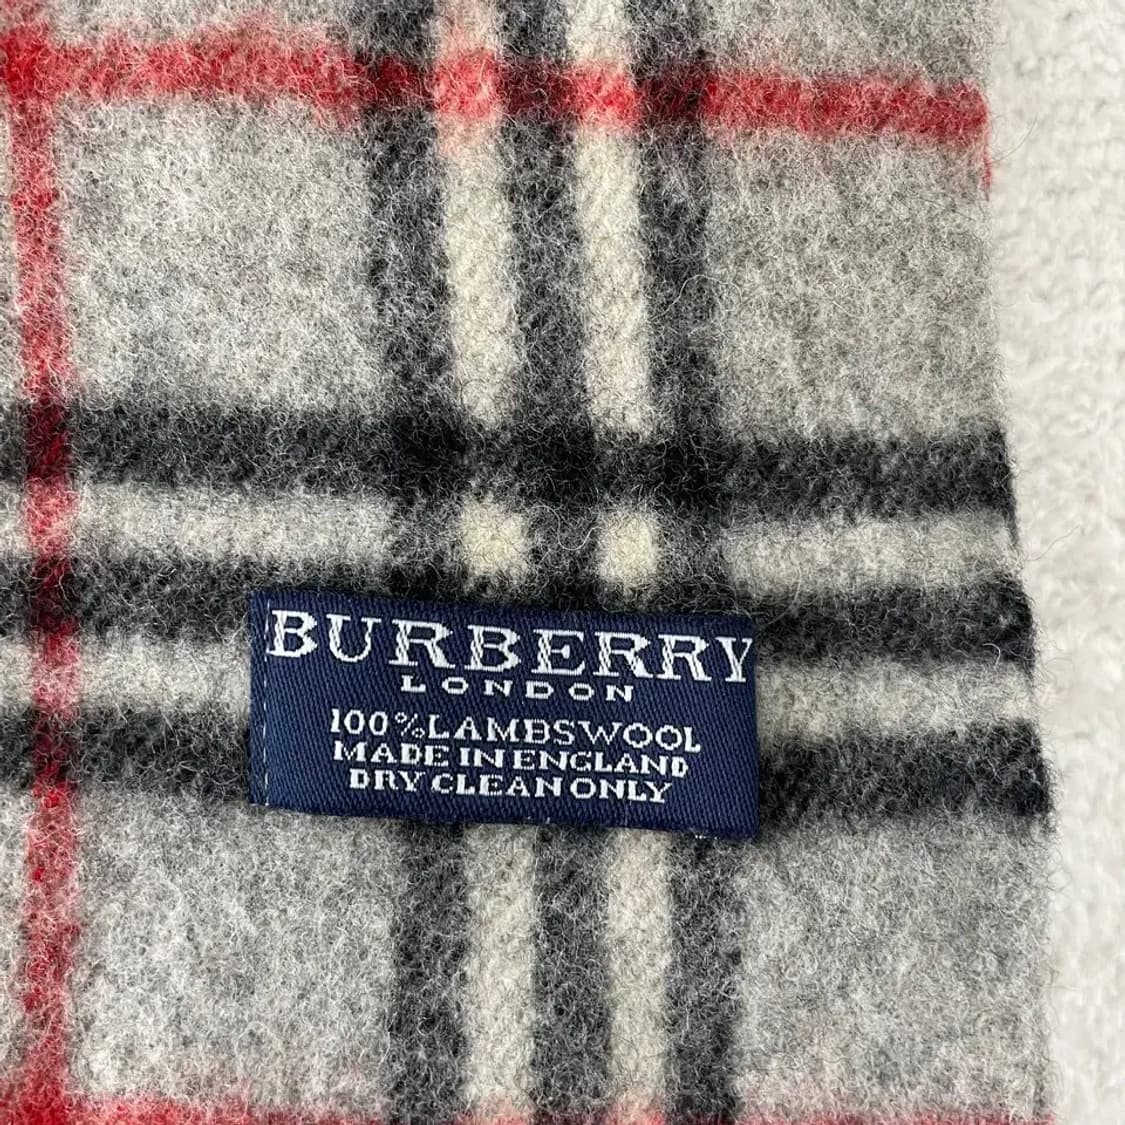 BURBERRY
LONDON
100% LAMBSWOOL
MADE IN ENGLAND
DRY CLEAN ONLY